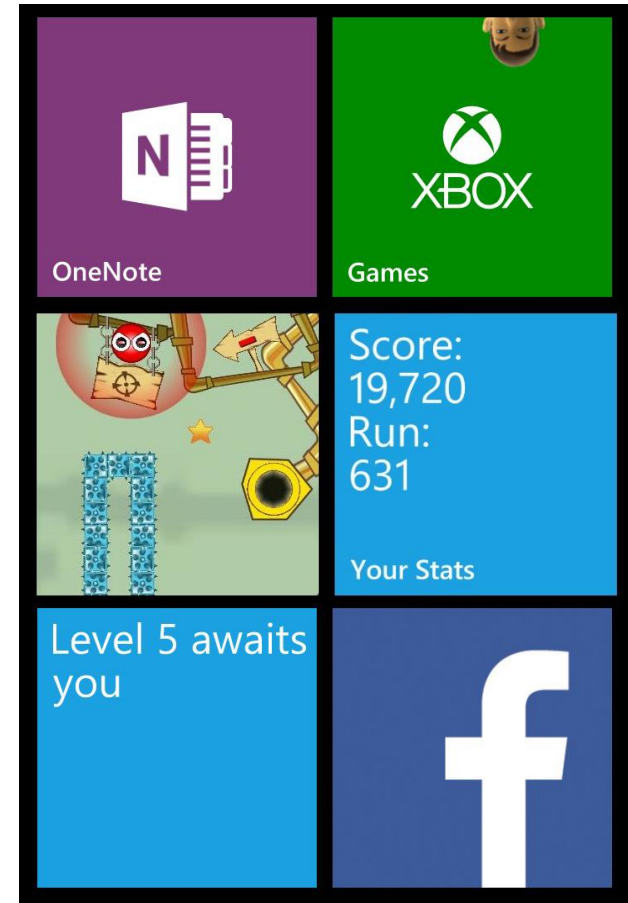 N
OneNote
XBOX
Games
Score:
19,720
Run:
631
Your Stats
Level 5 awaits
you
f